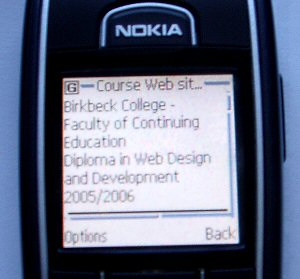 NOKIA
G Course Web sit...
Birkbeck College -
Faculty of Continuing
Education
Diploma in Web Design
and Development
2005/2006
Options Back